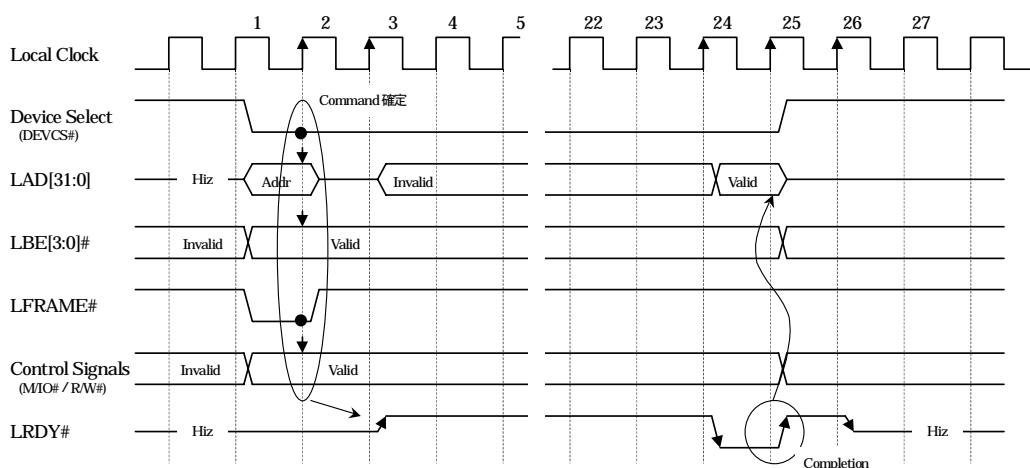 1 2 3 4 5 22 23 24 25 26 27
Local Clock
Command 確定
Device Select
(DEVCS#)
LAD[31:0] Hiz Addr Invalid Valid
LBE[3:0]# Invalid Valid
LFRAME#
Control Signals Invalid Valid
(M/IO# / R/W#)
LRDY# Hiz Hiz
Completion